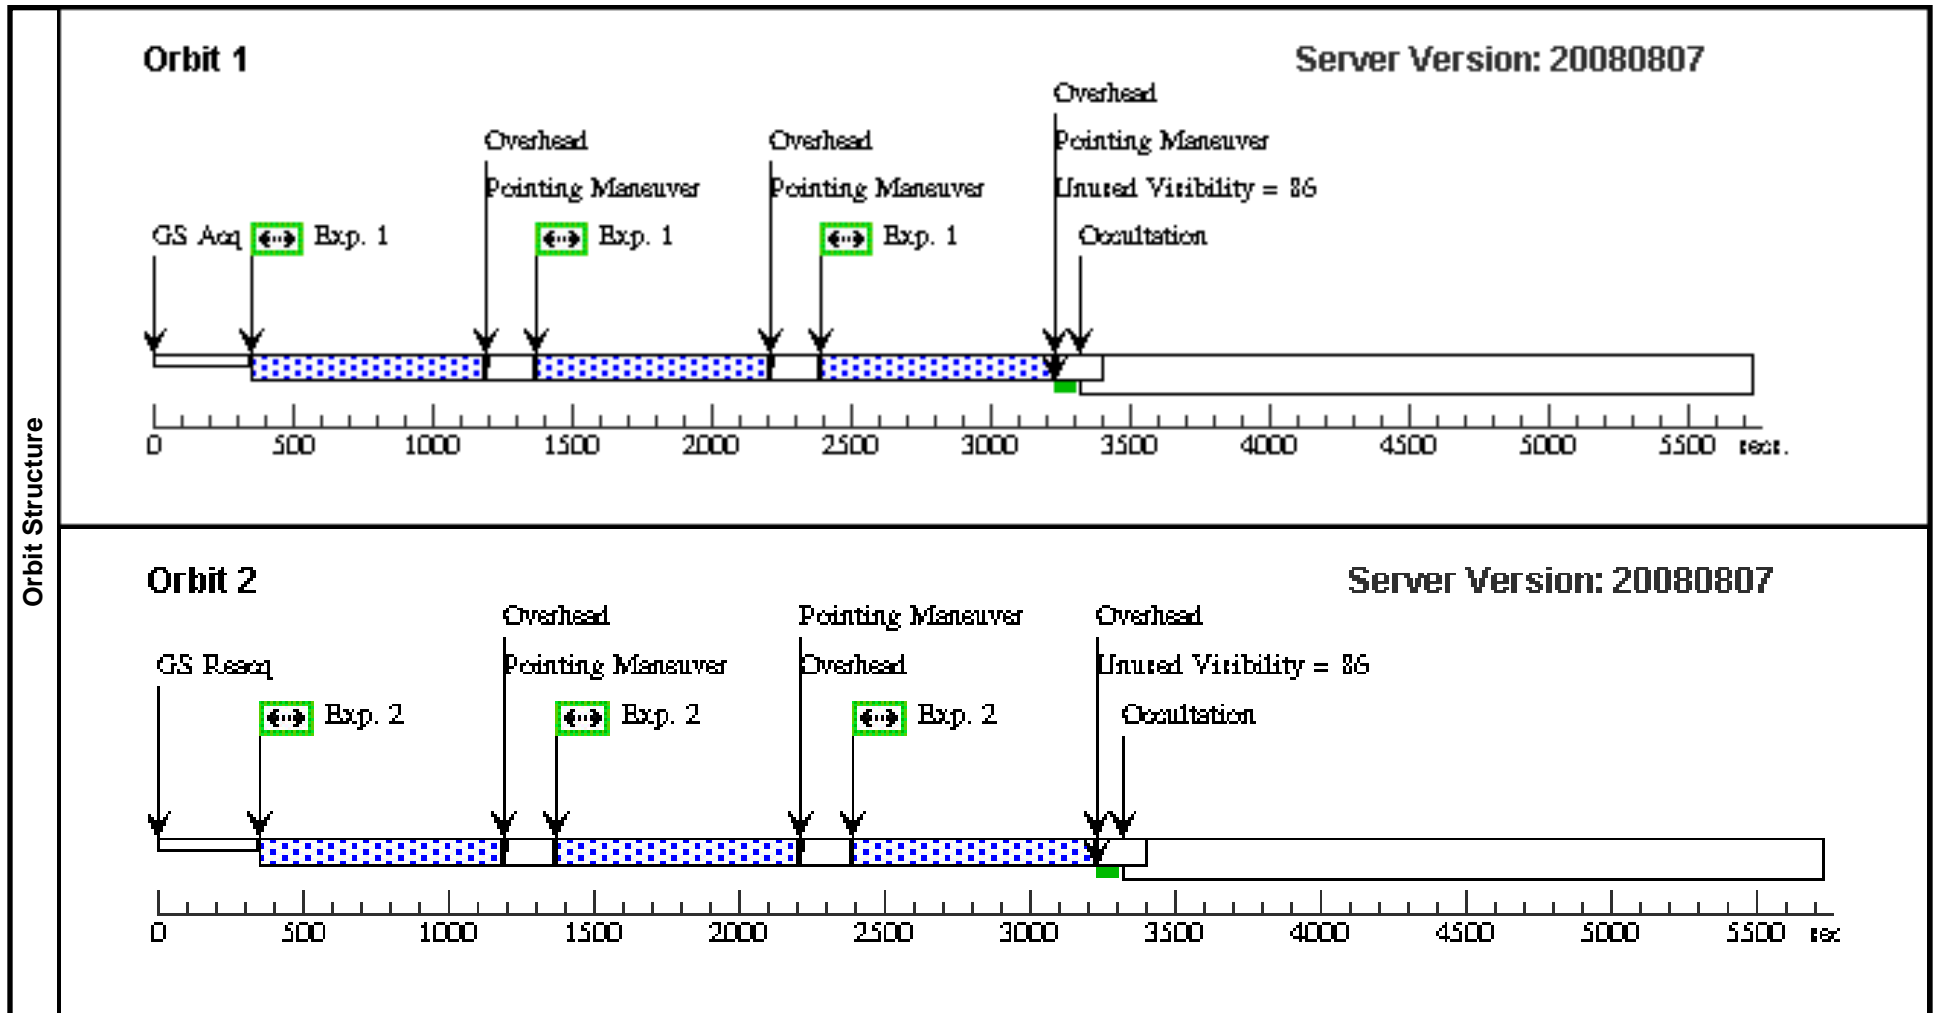 Orbit Structure
Orbit 1
Server Version: 20080807
Overhead
Overhead
Overhead
Pointing Maneuver
Pointing Maneuver
Pointing Maneuver
Unused Visibility = 86
GS Acq
Exp. 1
Exp. 1
Exp. 1
Occultation
0 500 1000 1500 2000 2500 3000 3500 4000 4500 5000 5500 secs.
Orbit 2
Server Version: 20080807
Overhead
Pointing Maneuver
Overhead
GS Reacq
Pointing Maneuver
Overhead
Unused Visibility = 86
Exp. 2
Exp. 2
Exp. 2
Occultation
0 500 1000 1500 2000 2500 3000 3500 4000 4500 5000 5500 sec